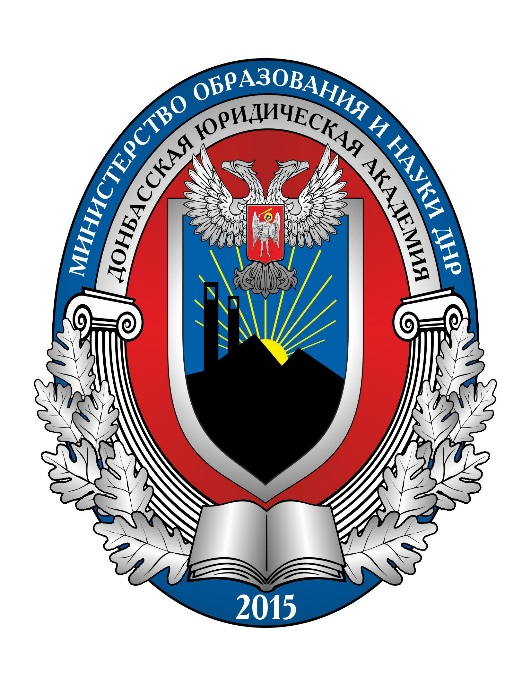 МИНИСТЕРСТВО ОБРАЗОВАНИЯ И НАУКИ ДНР
ДОНБАССКАЯ ЮРИДИЧЕСКАЯ АКАДЕМИЯ
2015